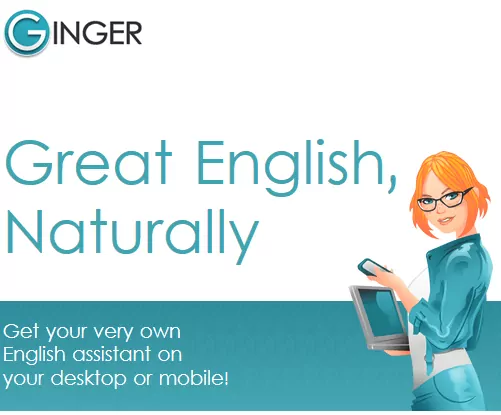 GINGER
Great English,
Naturally
Get your very own
English assistant on
your desktop or mobile!